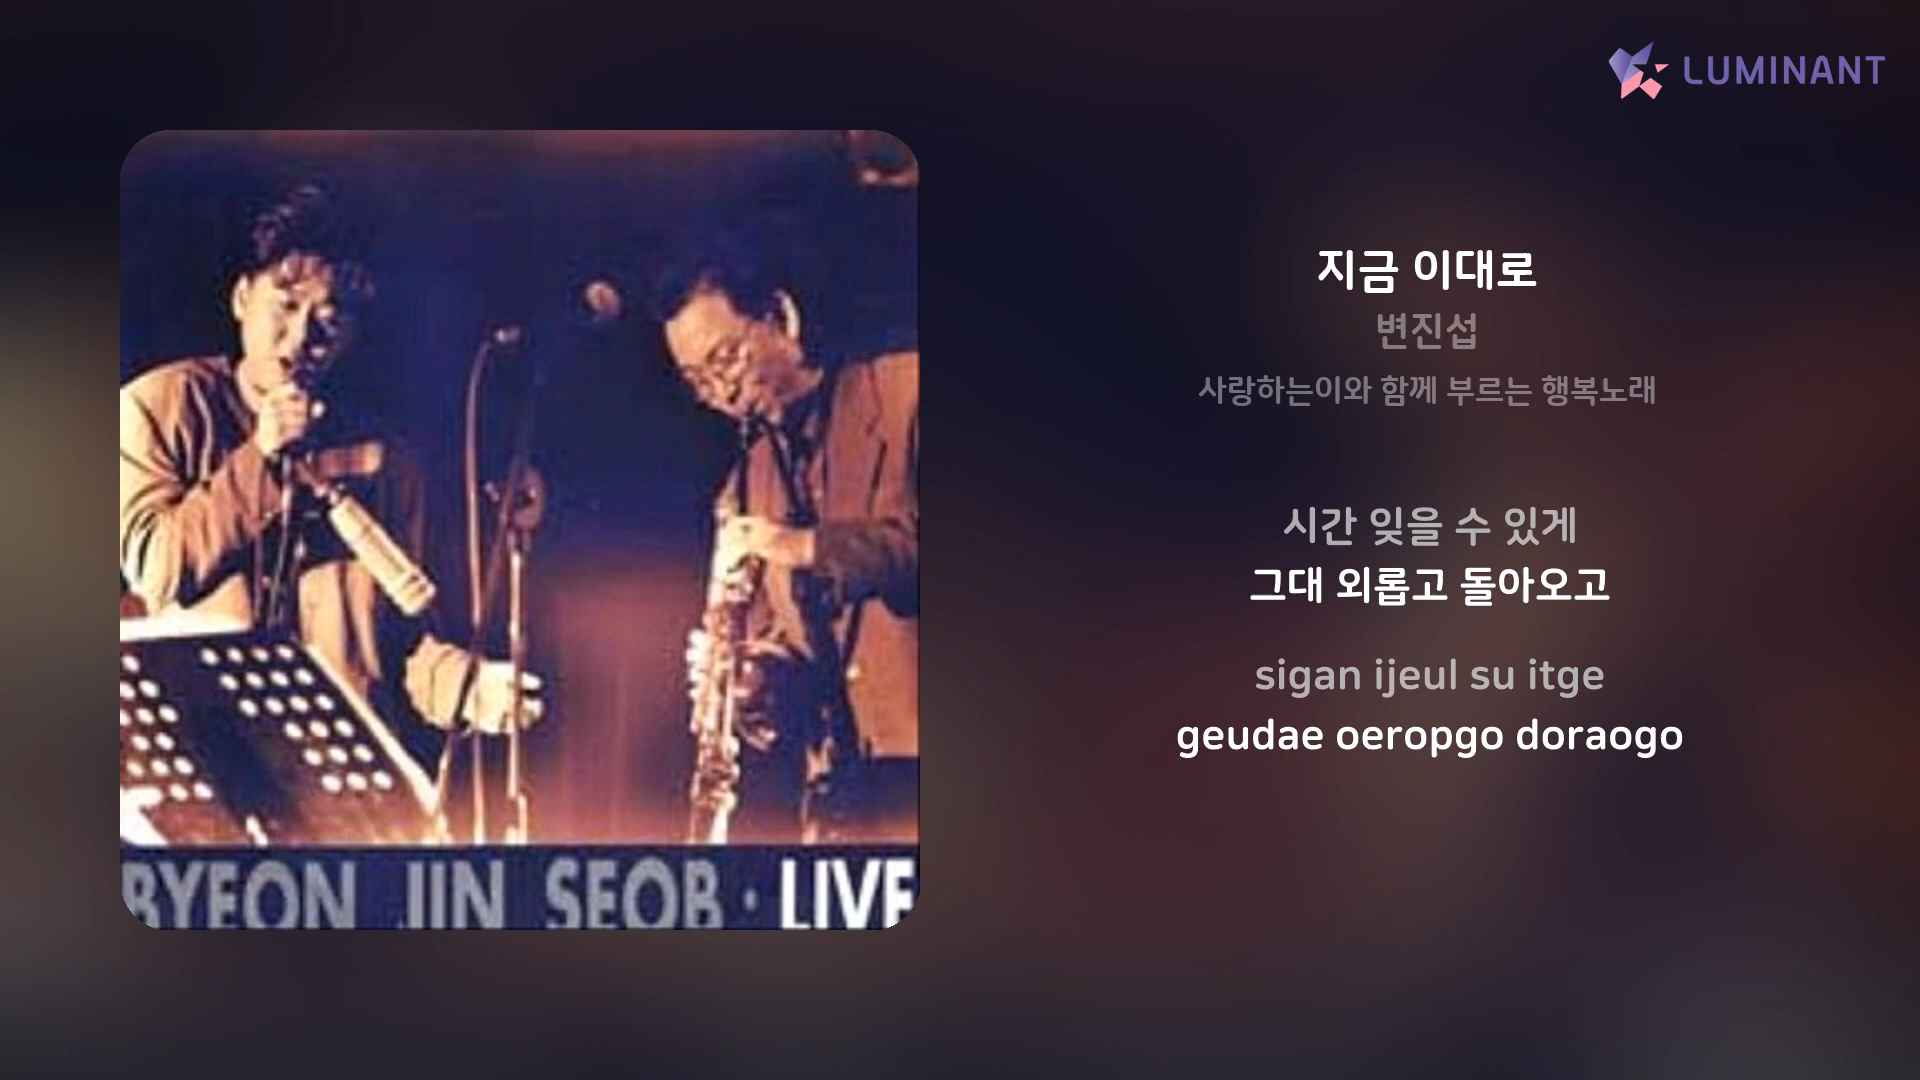 LUMINANT
지금 이대로
변진섭
사랑하는이와 함께 부르는 행복노래
시간 잊을 수 있게
그대 외롭고 돌아오고
sigan ijeul su itge
geudae oeropgo doraogo
BYEON JIN SEOB · LIVE